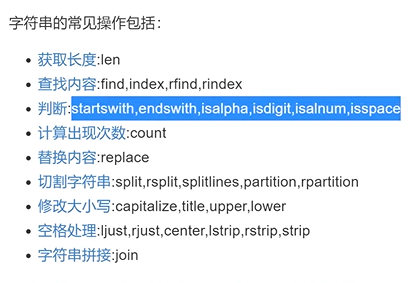 字符串的常见操作包括：
获取长度:len
查找内容:find,index,rfind,rindex
判断:startswith,endswith,isalpha,isdigit,isalnum,isspace
计算出现次数:count
替换内容:replace
切割字符串:split,rsplit,splitlines,partition,rpartition
修改大小写:capitalize,title,upper,lower
空格处理:ljust,rjust,center,lstrip,rstrip,strip
字符串拼接:join